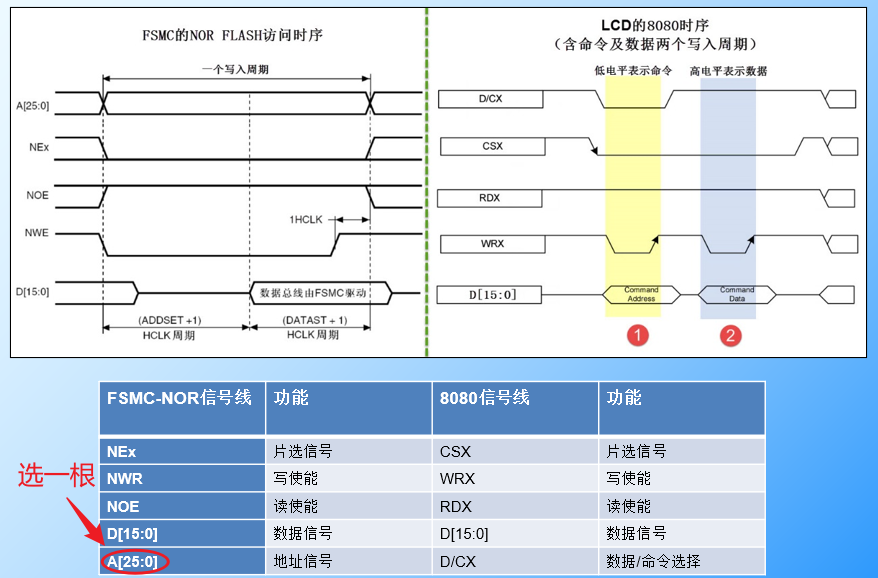 FSMC的NOR FLASH访问时序
一个写入周期
A[25:0]
NEx
NOE
1HCLK
NWE
D[15:0]
数据总线由FSMC驱动
(ADDSET +1)
HCLK 周期
(DATAST + 1)
HCLK 周期
LCD的8080时序
(含命令及数据两个写入周期)
低电平表示命令
高电平表示数据
D/CX
CSX
RDX
WRX
D[15:0]
Command
Address
Command
Data
1
2
选一根
FSMC-NOR信号线 功能 8080信号线 功能
NEx 片选信号 CSX 片选信号
NWR 写使能 WRX 写使能
NOE 读使能 RDX 读使能
D[15:0] 数据信号 D[15:0] 数据信号
A[25:0] 地址信号 D/CX 数据/命令选择